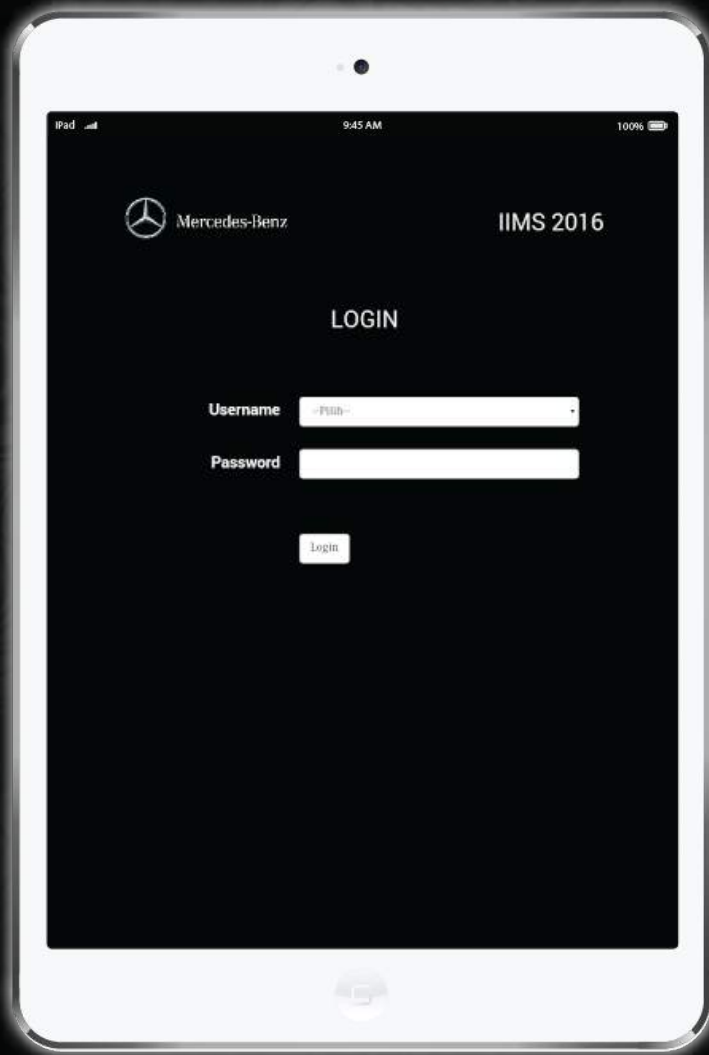 iPad 9:45 AM 100%
Mercedes-Benz IIMS 2016
LOGIN
Username --Pilih--
Password
Login